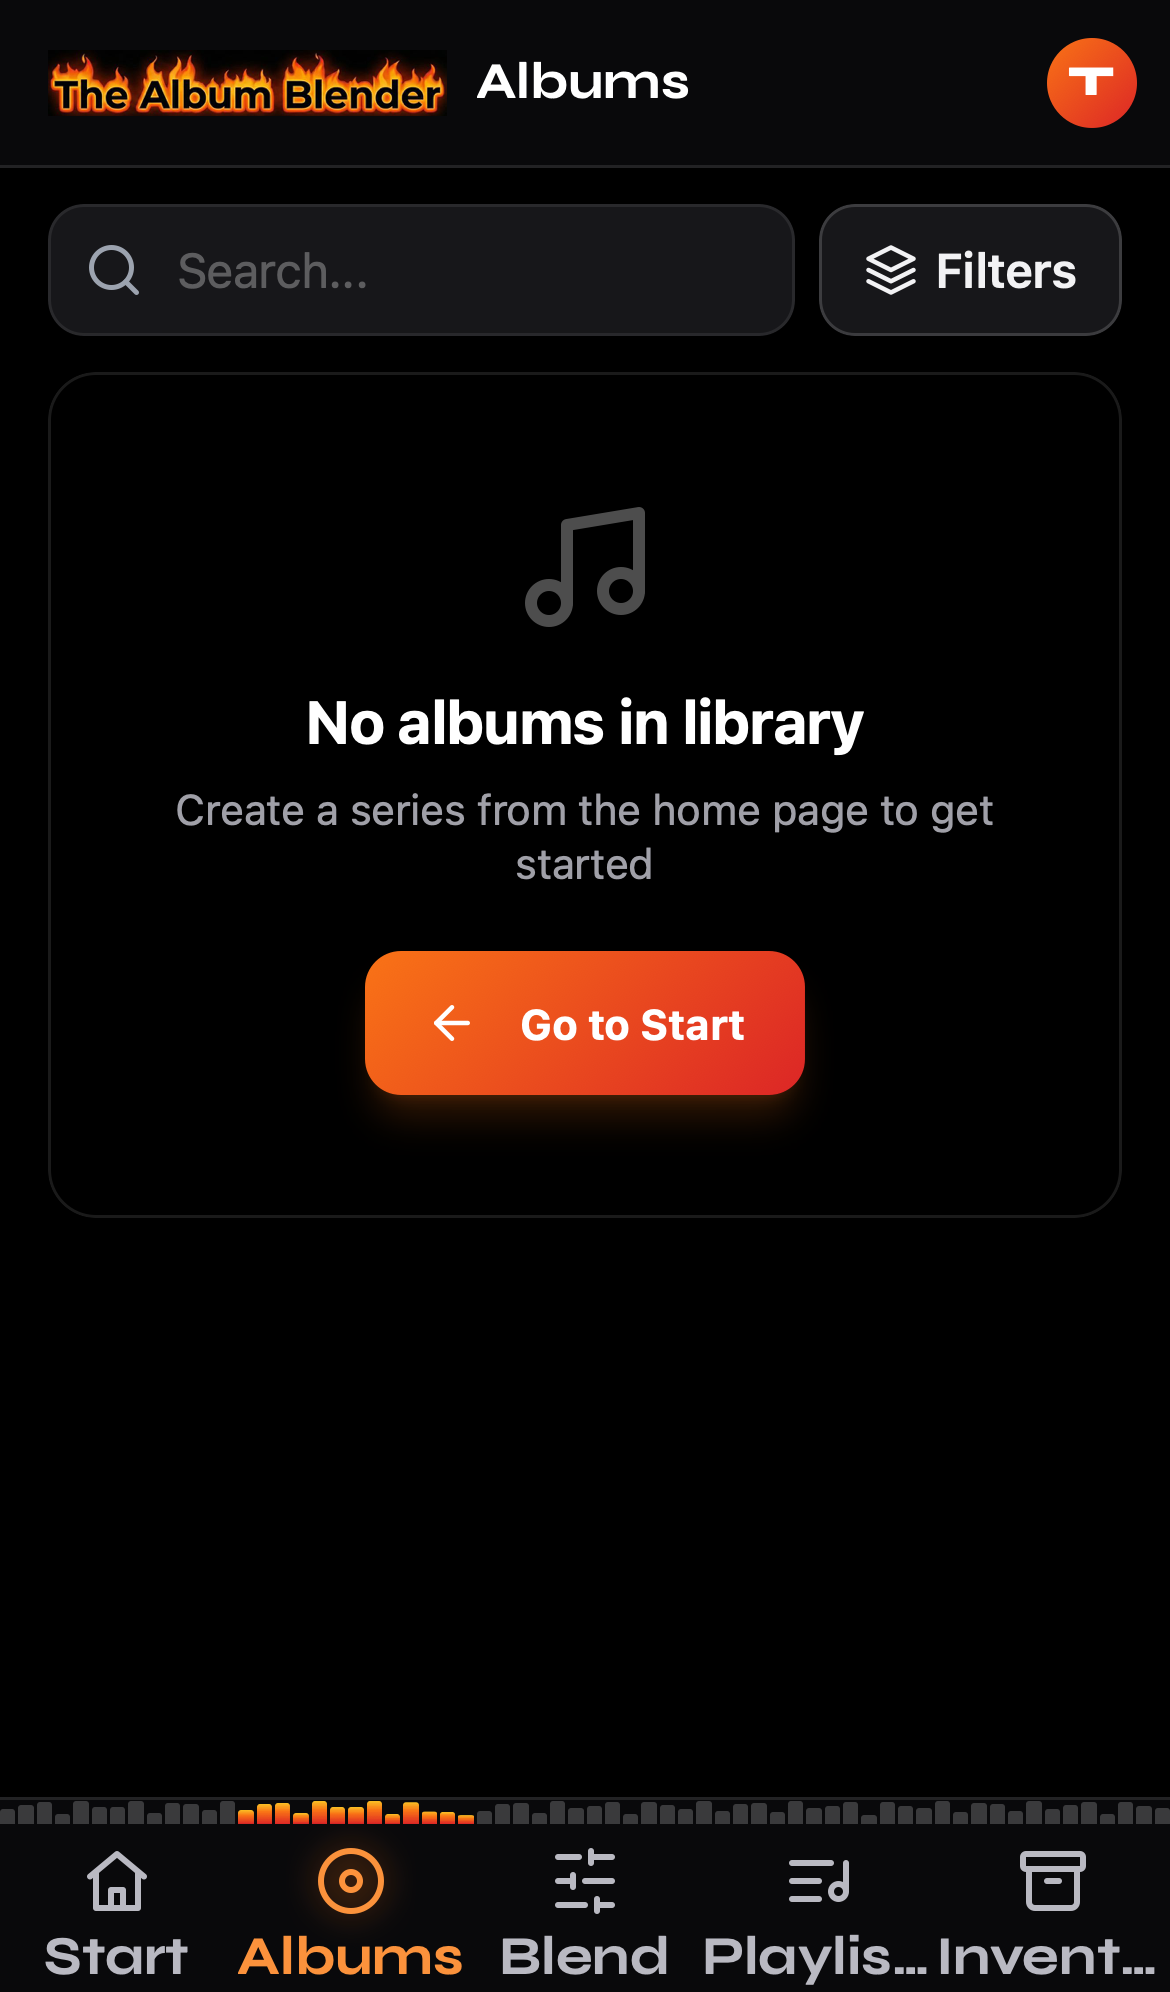 The Album Blender
Albums
T
Search...
Filters
No albums in library
Create a series from the home page to get
started
Go to Start
Start
Albums
Blend
Playlis...
Invent...